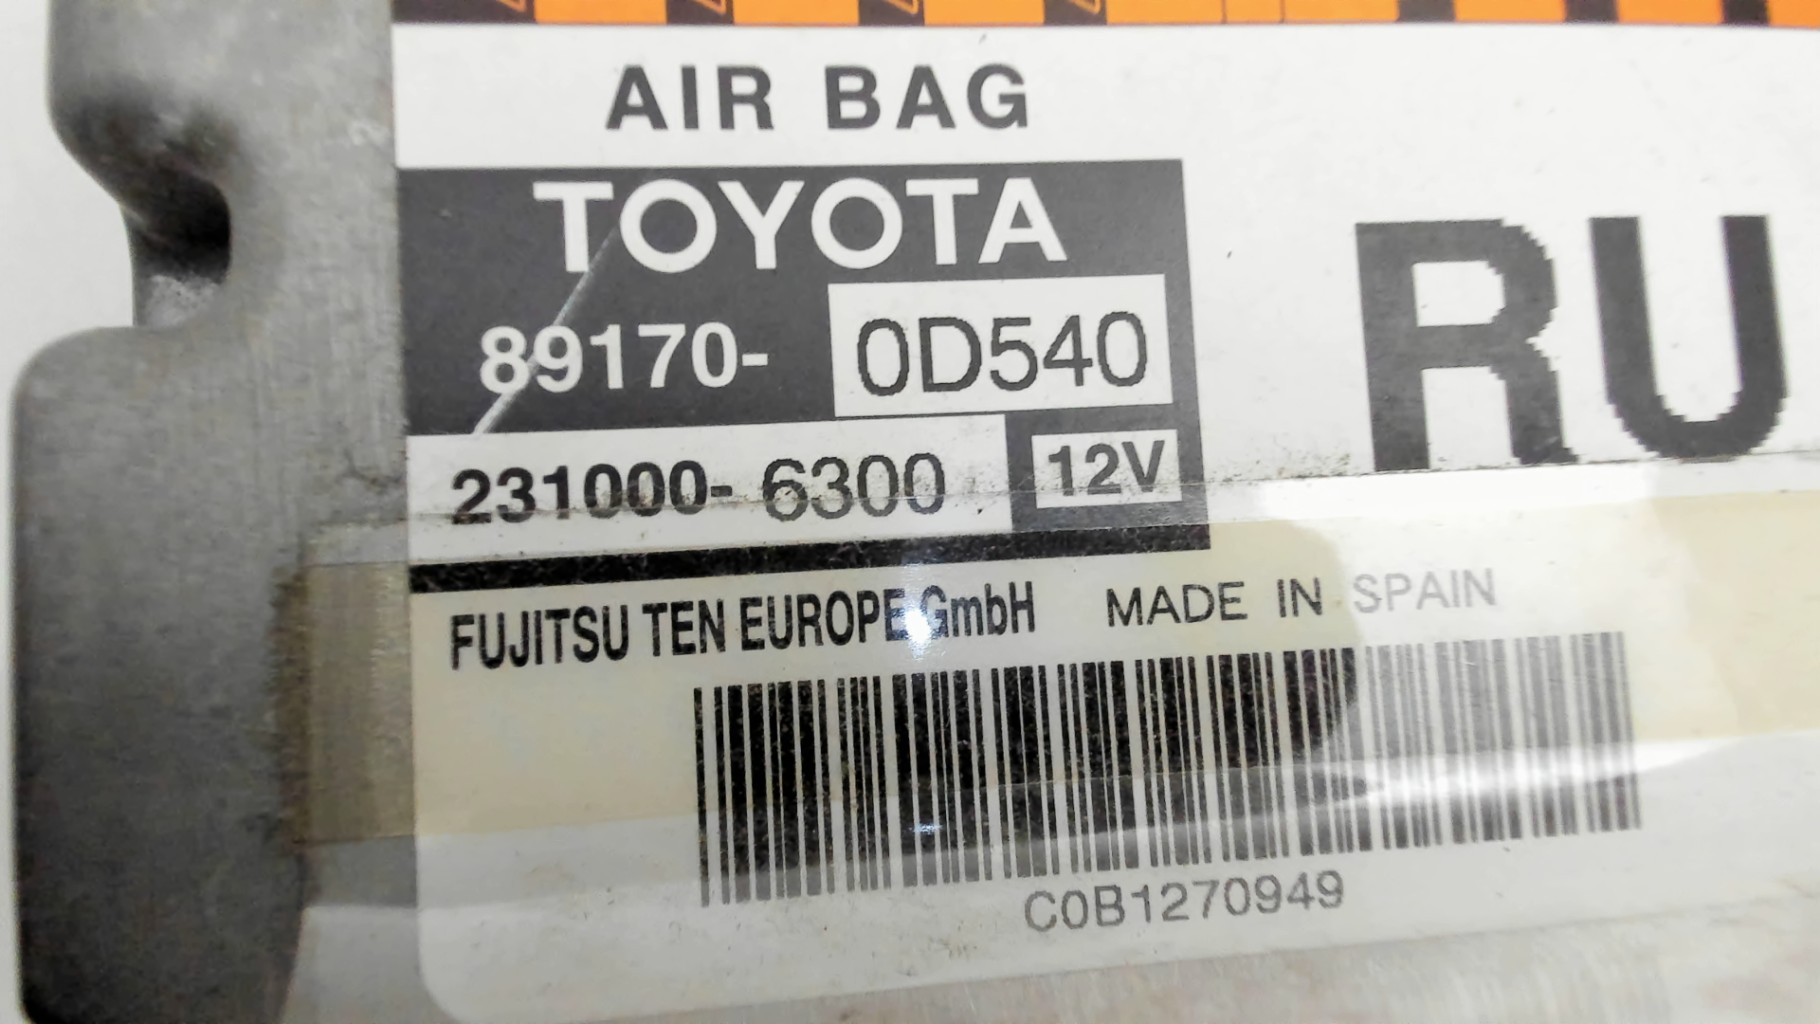 AIR BAG
TOYOTA
89170- 0D540
231000- 6300 12V
RU
FUJITSU TEN EUROPE GmbH MADE IN SPAIN
C0B1270949